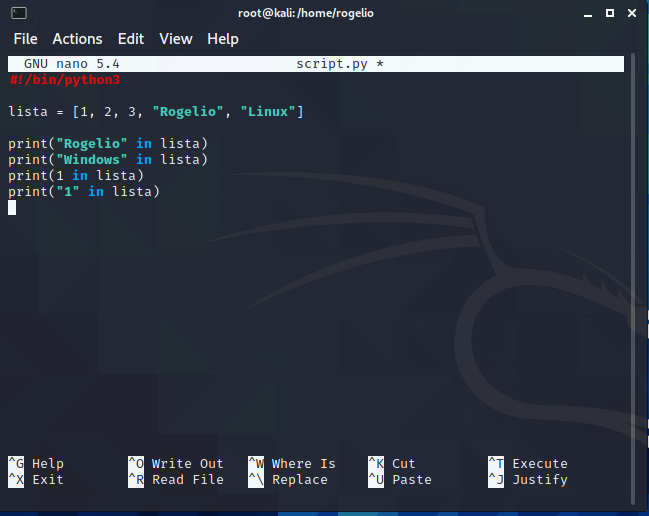 root@kali: /home/rogelio
File Actions Edit View Help
GNU nano 5.4 script.py *
#!/bin/python3
lista = [1, 2, 3, "Rogelio", "Linux"]
print("Rogelio" in lista)
print("Windows" in lista)
print(1 in lista)
print("1" in lista)
^G Help ^O Write Out ^W Where Is ^K Cut ^T Execute
^X Exit ^R Read File ^\ Replace ^U Paste ^J Justify